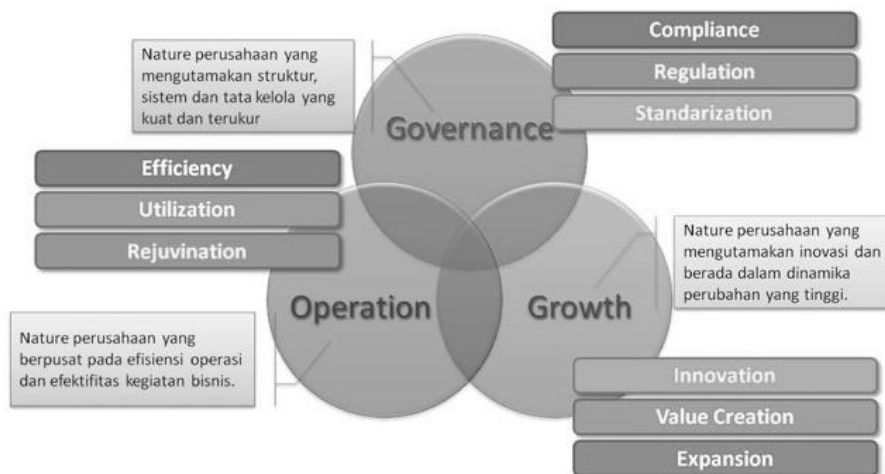 Nature perusahaan yang
mengutamakan struktur,
sistem dan tata kelola yang
kuat dan terukur
Governance
Compliance
Regulation
Standarization
Efficiency
Utilization
Rejuvination
Operation
Nature perusahaan yang
berpusat pada efisiensi operasi
dan efektifitas kegiatan bisnis.
Growth
Nature perusahaan yang
mengutamakan inovasi dan
berada dalam dinamika
perubahan yang tinggi.
Innovation
Value Creation
Expansion